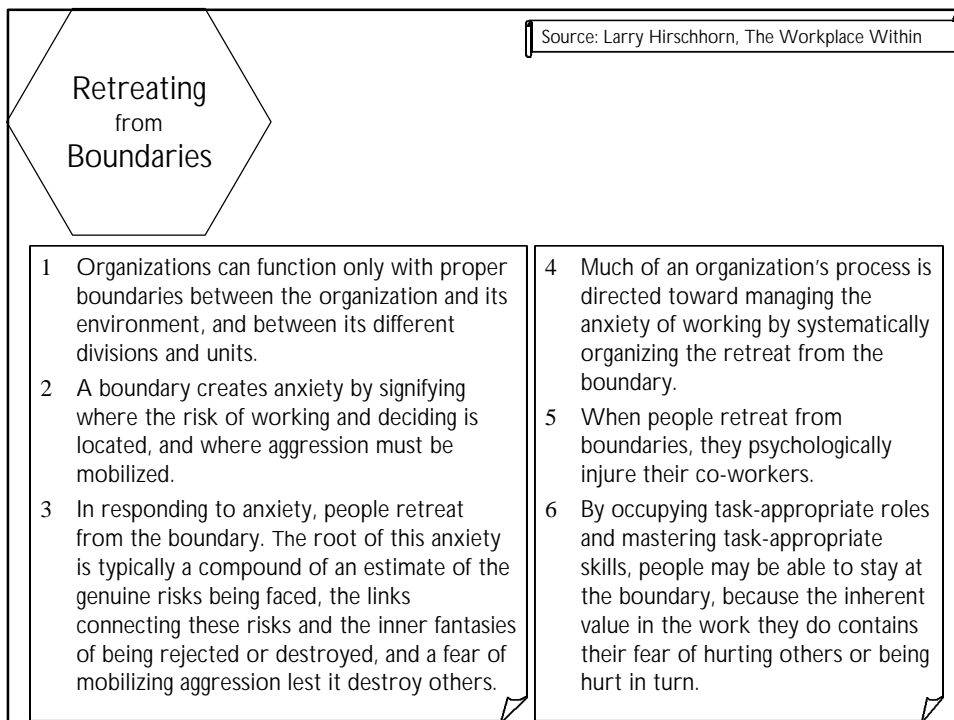 Source: Larry Hirschhorn, The Workplace Within
Retreating
from
Boundaries
1 Organizations can function only with proper
boundaries between the organization and its
environment, and between its different
divisions and units.
2 A boundary creates anxiety by signifying
where the risk of working and deciding is
located, and where aggression must be
mobilized.
3 In responding to anxiety, people retreat
from the boundary. The root of this anxiety
is typically a compound of an estimate of the
genuine risks being faced, the links
connecting these risks and the inner fantasies
of being rejected or destroyed, and a fear of
mobilizing aggression lest it destroy others.
4 Much of an organization's process is
directed toward managing the
anxiety of working by systematically
organizing the retreat from the
boundary.
5 When people retreat from
boundaries, they psychologically
injure their co-workers.
6 By occupying task-appropriate roles
and mastering task-appropriate
skills, people may be able to stay at
the boundary, because the inherent
value in the work they do contains
their fear of hurting others or being
hurt in turn.